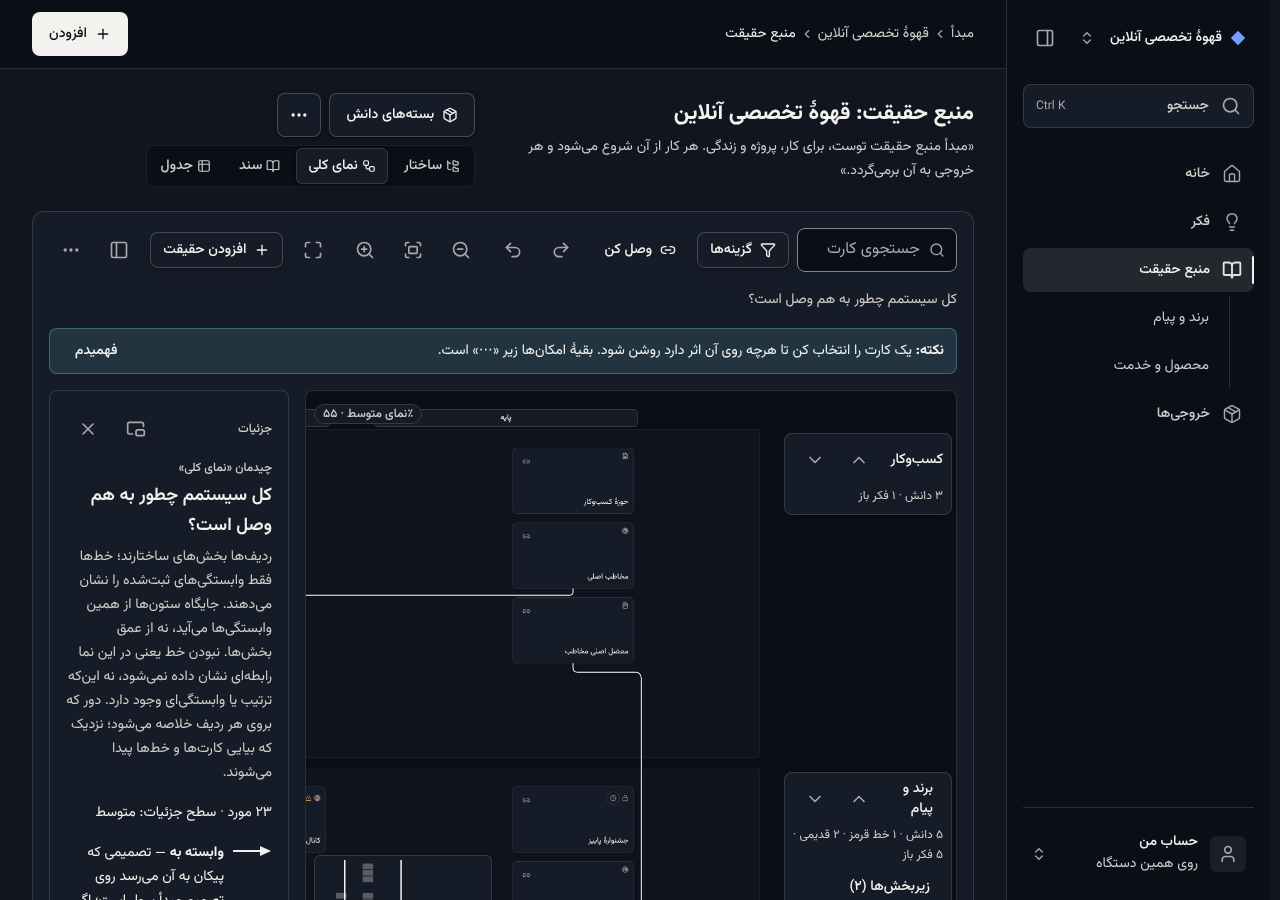 قهوهٔ تخصصی آنلاین
جستجو
Ctrl K
خانه
فکر
منبع حقیقت
برند و پیام
محصول و خدمت
خروجی‌ها
حساب من
روی همین دستگاه
مبدأ › قهوهٔ تخصصی آنلاین › منبع حقیقت
افزودن
منبع حقیقت: قهوهٔ تخصصی آنلاین
«مبدأ منبع حقیقت توست، برای کار، پروژه و زندگی. هر کار از آن شروع می‌شود و هر
خروجی به آن برمی‌گردد.»
بسته‌های دانش
ساختار
نمای کلی
سند
جدول
جستجوی کارت
گزینه‌ها
وصل کن
افزودن حقیقت
کل سیستمم چطور به هم وصل است؟
نکته: یک کارت را انتخاب کن تا هرچه روی آن اثر دارد روشن شود. بقیهٔ امکان‌ها زیر «···» است.
فهمیدم
پایه
٪نمای متوسط · ۵۵
کسب‌وکار
۳ دانش · ۱ فکر باز
حوزهٔ کسب‌وکار
مخاطب اصلی
معضل اصلی مخاطب
برند و
پیام
۵ دانش · ۱ خط قرمز · ۲ قدیمی ·
۵ فکر باز
زیربخش‌ها (۲)
جشنوارهٔ پاییز
کانال
جزئیات
چیدمان «نمای کلی»
کل سیستمم چطور به هم
وصل است؟
ردیف‌ها بخش‌های ساختارند؛ خط‌ها
فقط وابستگی‌های ثبت‌شده را نشان
می‌دهند. جایگاه ستون‌ها از همین
وابستگی‌ها می‌آید، نه از عمق
بخش‌ها. نبودن خط یعنی در این نما
رابطه‌ای نشان داده نمی‌شود، نه این‌که
ترتیب یا وابستگی‌ای وجود دارد. دور که
بروی هر ردیف خلاصه می‌شود؛ نزدیک
که بیایی کارت‌ها و خط‌ها پیدا
می‌شوند.
۲۳ مورد · سطح جزئیات: متوسط
وابسته به — تصمیمی که
پیکان به آن می‌رسد روی